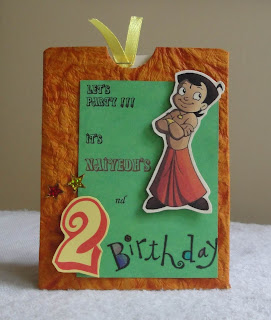 LET'S
PARTY !!!
IT'S
NAIVEDH'S
2 nd
Birthday